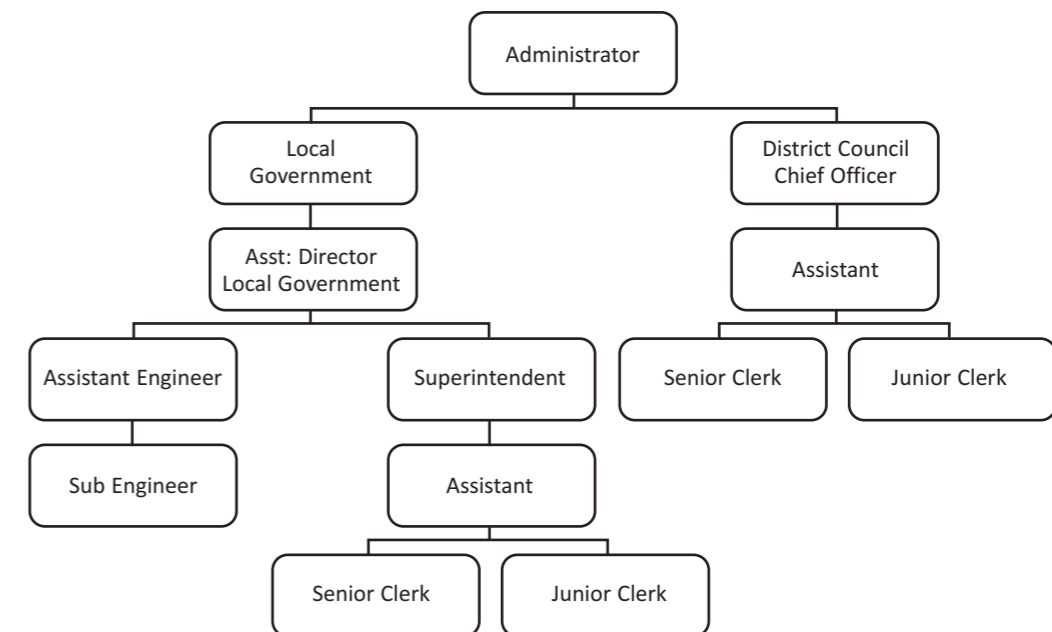 Administrator
Local
Government
District Council
Chief Officer
Asst: Director
Local Government
Assistant
Assistant Engineer
Superintendent
Senior Clerk
Junior Clerk
Sub Engineer
Assistant
Senior Clerk
Junior Clerk